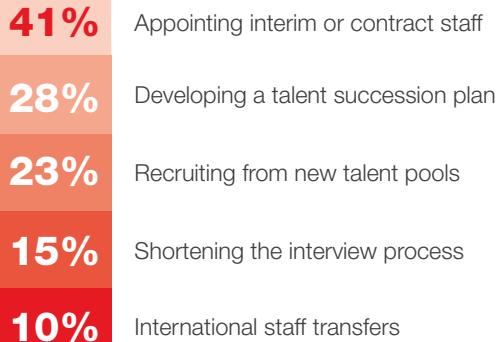 41% Appointing interim or contract staff
28% Developing a talent succession plan
23% Recruiting from new talent pools
15% Shortening the interview process
10% International staff transfers